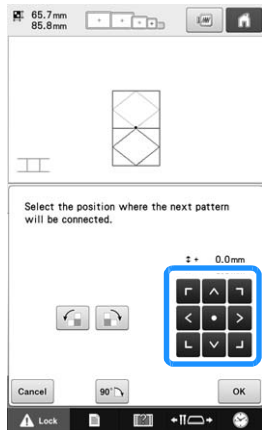 65.7mm
85.8mm
Select the position where the next pattern
will be connected.
+ 0.0mm
Cancel
90°
OK
Lock